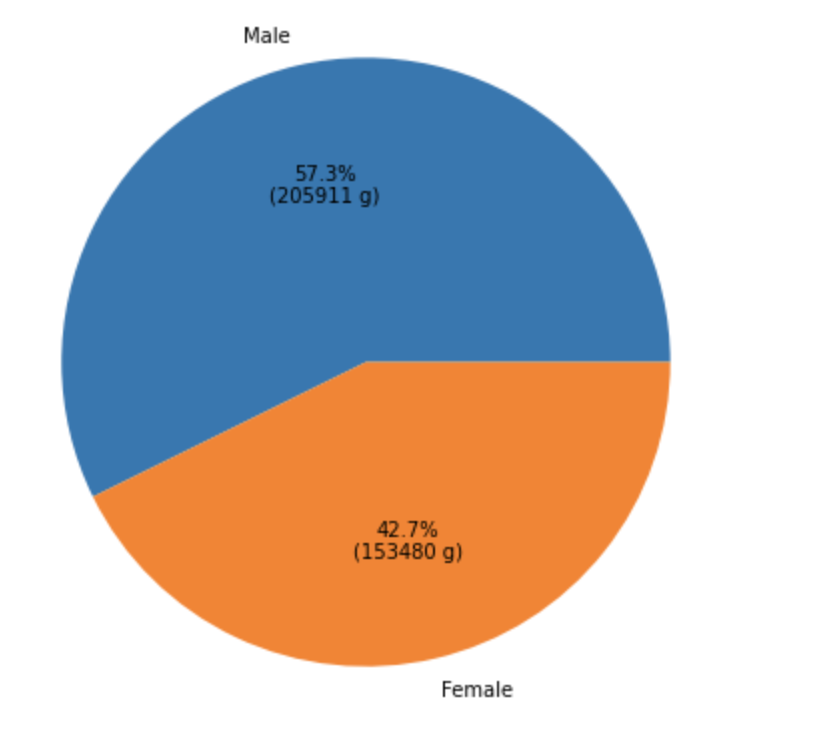 Male
57.3%
(205911 g)
42.7%
(153480 g)
Female